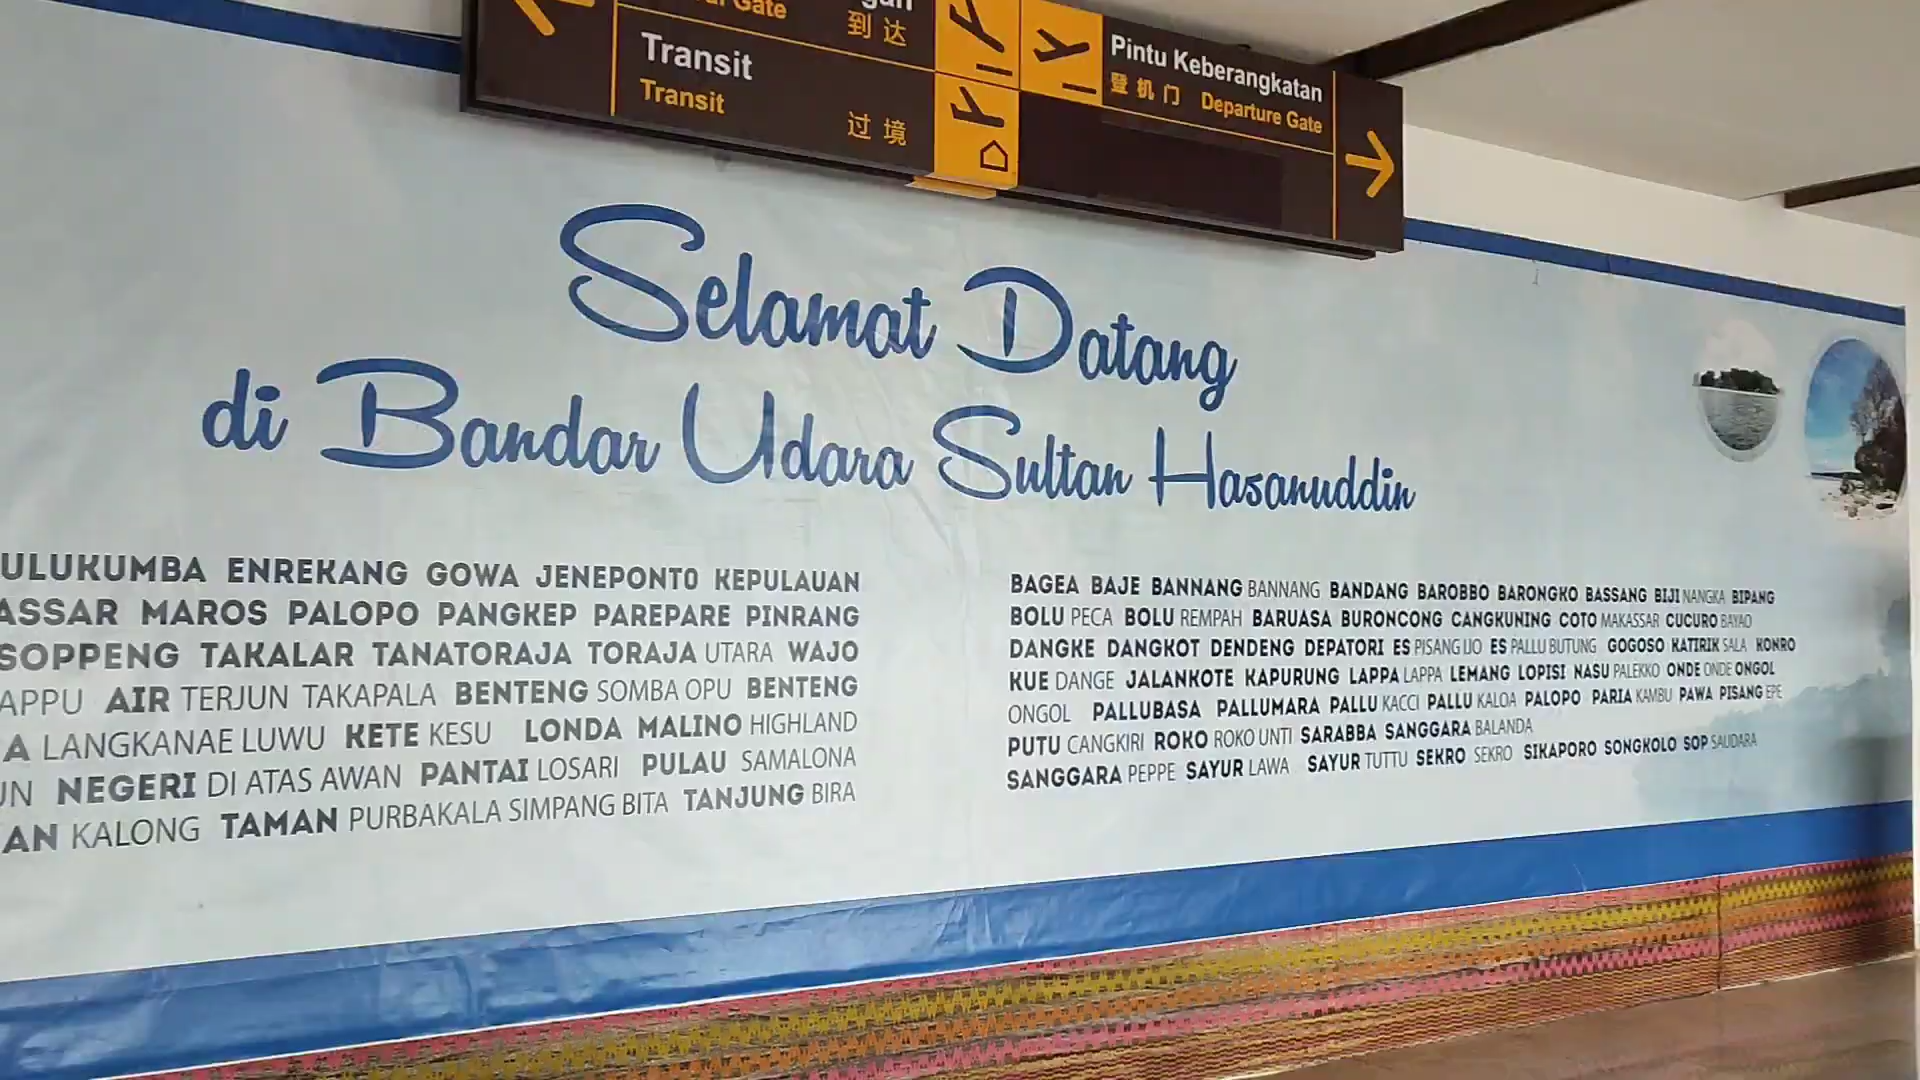 Gate
到达
Transit
Transit
过境
Pintu Keberangkatan
登机门 Departure Gate
Selamat Datang
di Bandar Udara Sultan Hasanuddin
ULUKUMBA ENREKANG GOWA JENEPONTO KEPULAUAN
ASSAR MAROS PALOPO PANGKEP PAREPARE PINRANG
SOPPENG TAKALAR TANATORAJA TORAJA UTARA WAJO
APPU AIR TERJUN TAKAPALA BENTENG SOMBA OPU BENTENG
A LANGKANAE LUWU KETE KESU LONDA MALINO HIGHLAND
UN NEGERI DI ATAS AWAN PANTAI LOSARI PULAU SAMALONA
AN KALONG TAMAN PURBAKALA SIMPANG BITA TANJUNG BIRA
BAGEA BAJE BANNANG BANNANG BANDANG BAROBBO BARONGKO BASSANG BIJI NANGKA BIPANG
BOLU PECA BOLU REMPAH BARUASA BURONCONG CANGKUNING COTO MAKASSAR CUCURO BAYAO
DANGKE DANGKOT DENDENG DEPATORI ES PISANG IJO ES PALLU BUTUNG GOGOSO KATIRIK SALA KONRO
KUE DANGE JALANKOTE KAPURUNG LAPPA LAPPA LEMANG LOPISI NASU PALEKKO ONDE ONDE ONGOL
ONGOL PALLUBASA PALLUMARA PALLU KACCI PALLU KALOA PALOPO PARIA KAMBU PAWA PISANG EPE
PUTU CANGKIRI ROKO ROKO UNTI SARABBA SANGGARA BALANDA
SANGGARA PEPPE SAYUR LAWA SAYUR TUTTU SEKRO SEKRO SIKAPORO SONGKOLO SOP SAUDARA